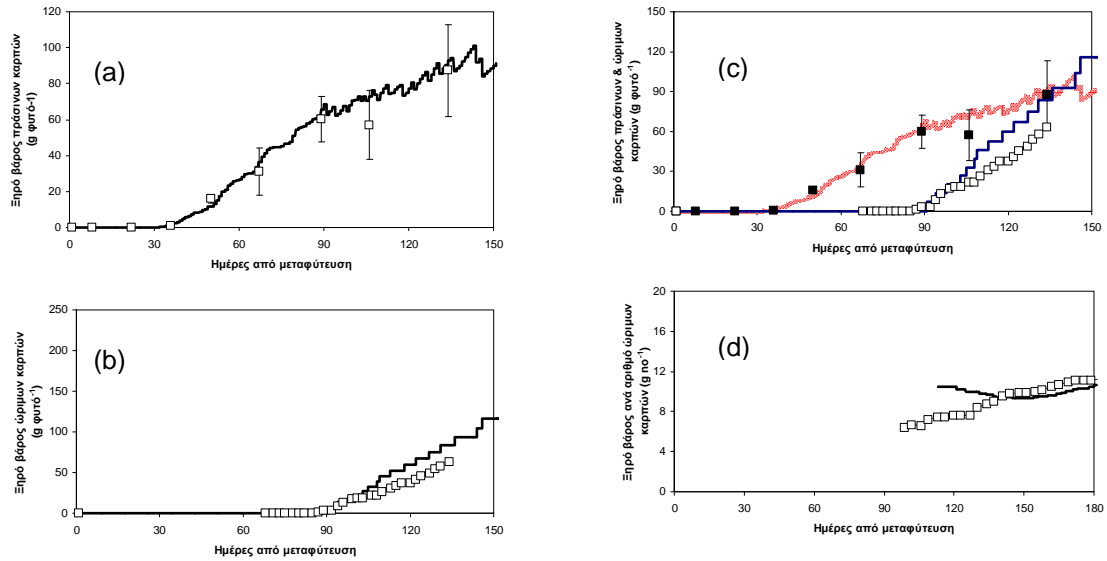 Ξηρό βάρος πράσινων καρπών
(g φυτό-1)
120
100
80
60
40
20
0
(a)
0 30 60 90 120 150
Ημέρες από μεταφύτευση
Ξηρό βάρος πράσινων & ώριμων
καρπών (g φυτό⁻¹)
150
120
90
60
30
0
(c)
0 30 60 90 120 150
Ημέρες από μεταφύτευση
Ξηρό βάρος ώριμων καρπών
(g φυτό⁻¹)
250
200
150
100
50
0
(b)
0 30 60 90 120 150
Ημέρες από μεταφύτευση
Ξηρό βάρος ανά αριθμό ώριμων
καρπών (g no⁻¹)
20
16
12
8
4
0
(d)
0 30 60 90 120 150 180
Ημέρες από μεταφύτευση